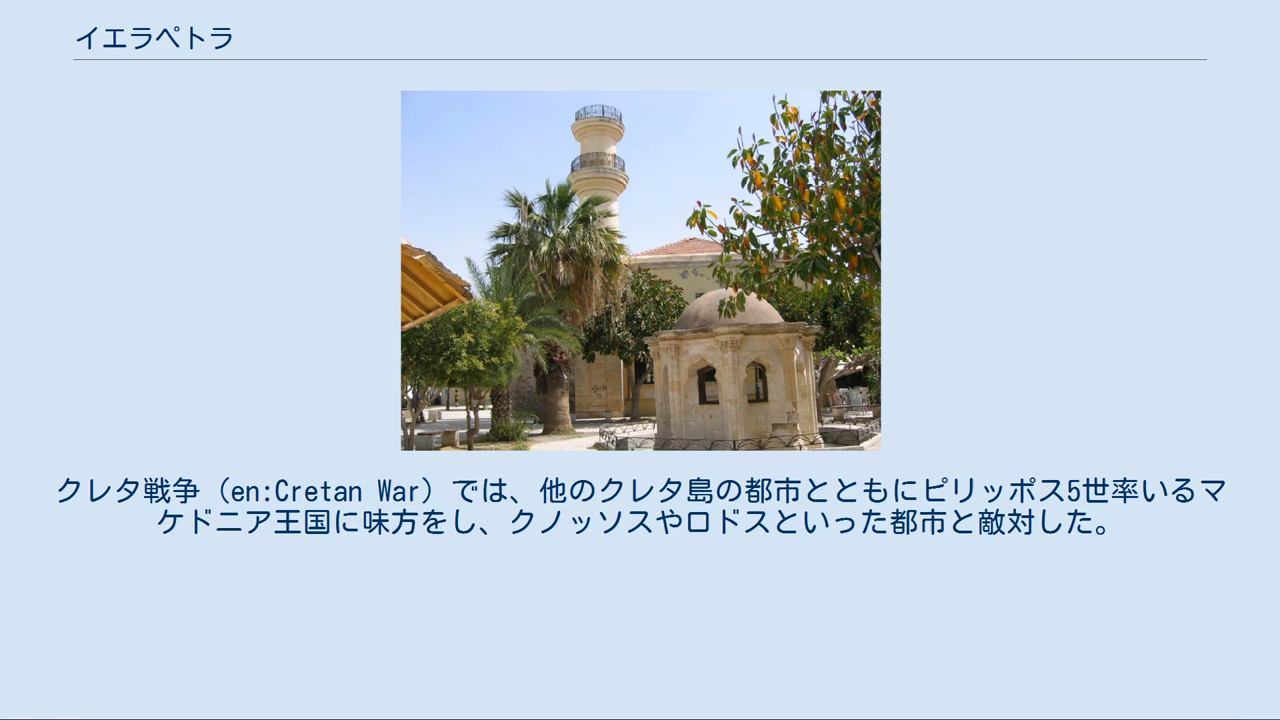 イエラペトラ
クレタ戦争（en:Cretan War）では、他のクレタ島の都市とともにピリッポス5世率いるマ
ケドニア王国に味方をし、クノッソスやロドスといった都市と敵対した。